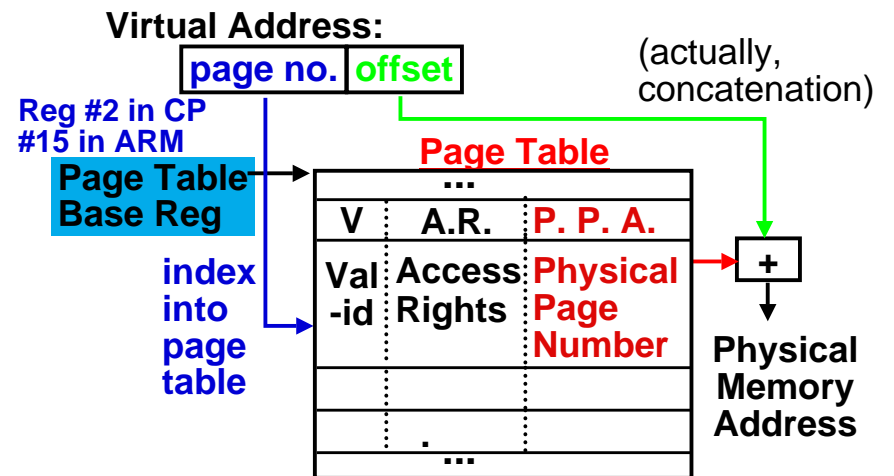 Virtual Address:
page no. offset
(actually,
concatenation)
Reg #2 in CP
#15 in ARM
Page Table
Base Reg
Page Table
...
V A.R. P. P. A.
index
into
page
table
Val
-id
Access
Rights
Physical
Page
Number
+
Physical
Memory
Address
.
...